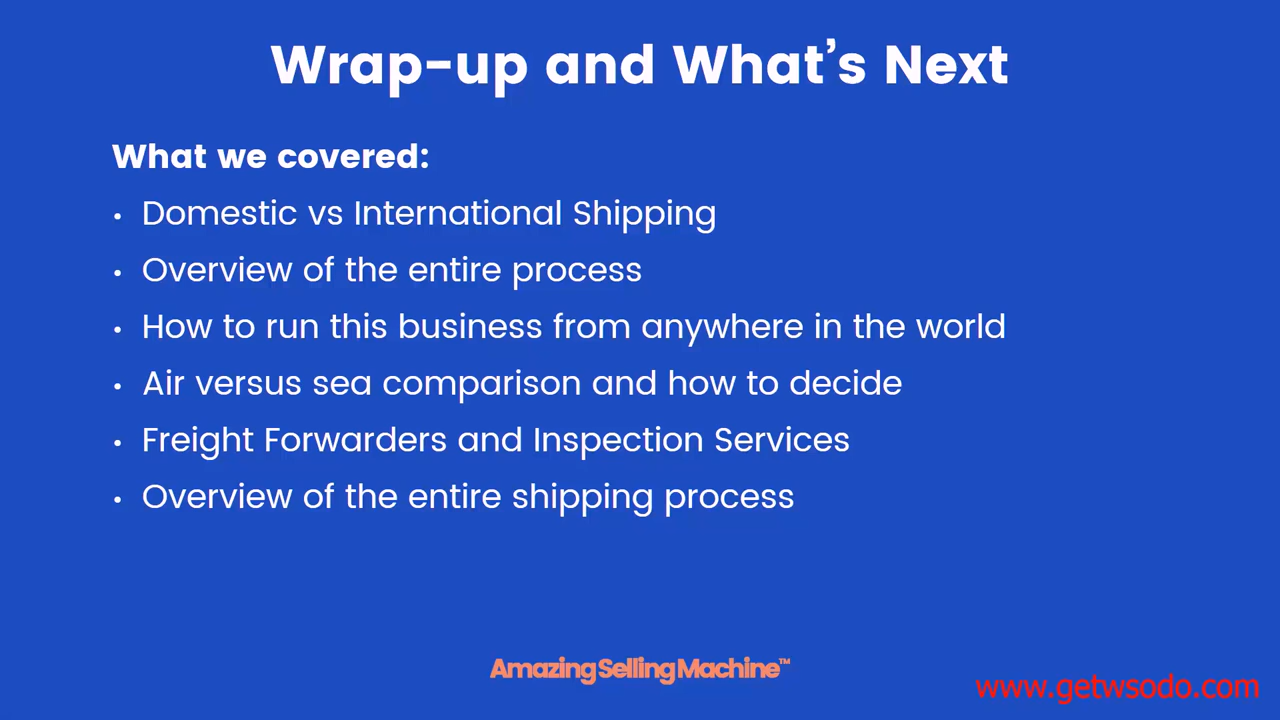 Wrap-up and What’s Next
What we covered:
• Domestic vs International Shipping
• Overview of the entire process
• How to run this business from anywhere in the world
• Air versus sea comparison and how to decide
• Freight Forwarders and Inspection Services
• Overview of the entire shipping process
AmazingSellingMachine™
www.getwsodo.com